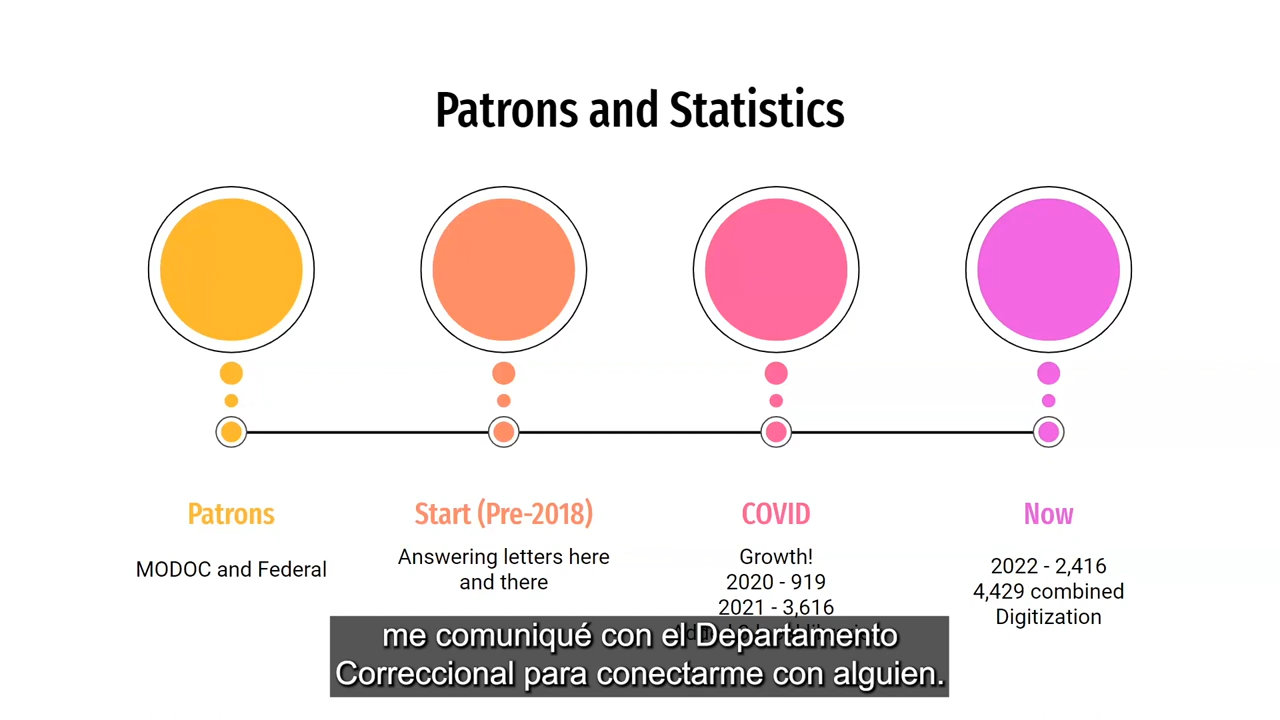 Patrons and Statistics
Patrons
MODOC and Federal
Start (Pre-2018)
Answering letters here
and there
COVID
Growth!
2020 - 919
2021 - 3,616
Now
2022 - 2,416
4,429 combined
Digitization
me comuniqué con el Departamento
Correccional para conectarme con alguien.